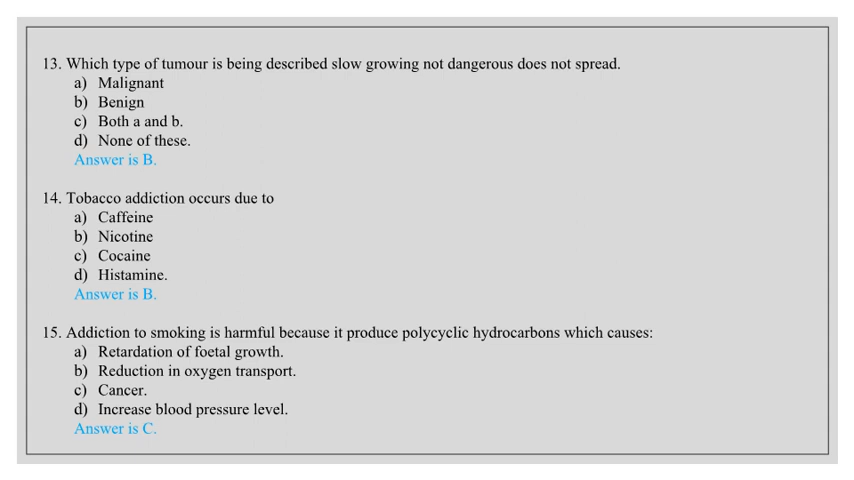 13. Which type of tumour is being described slow growing not dangerous does not spread.
a) Malignant
b) Benign
c) Both a and b.
d) None of these.
Answer is B.
14. Tobacco addiction occurs due to
a) Caffeine
b) Nicotine
c) Cocaine
d) Histamine.
Answer is B.
15. Addiction to smoking is harmful because it produce polycyclic hydrocarbons which causes:
a) Retardation of foetal growth.
b) Reduction in oxygen transport.
c) Cancer.
d) Increase blood pressure level.
Answer is C.